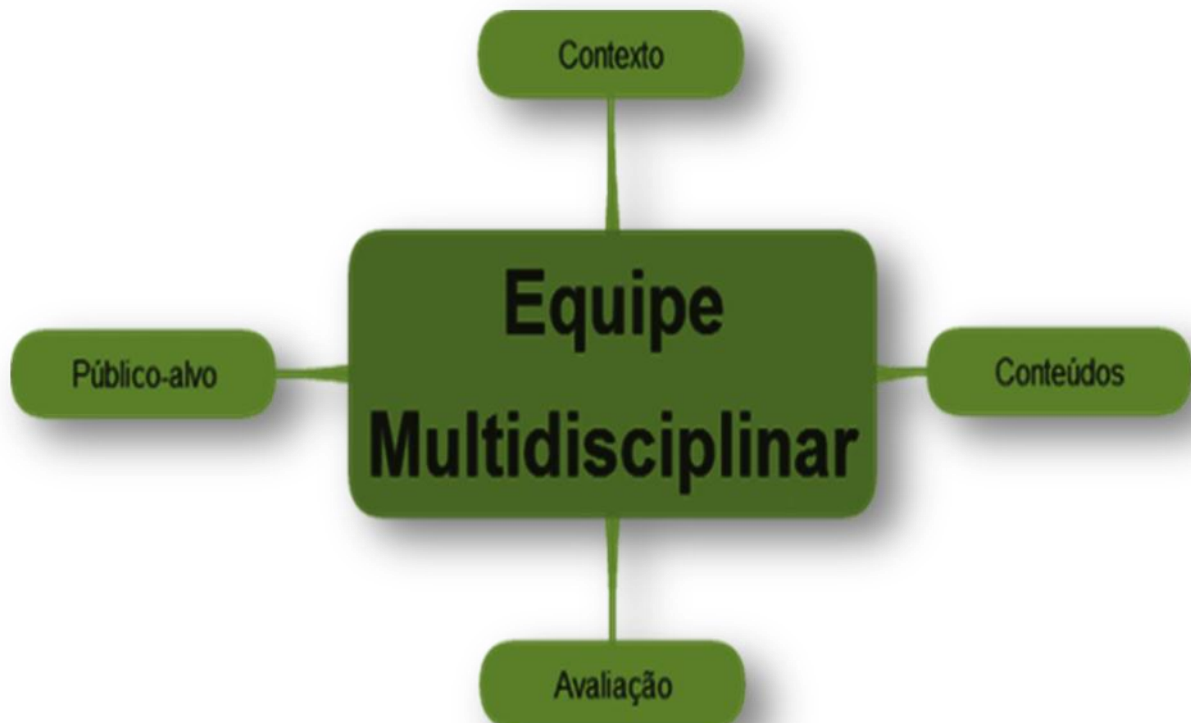 Contexto
Equipe
Multidisciplinar
Público-alvo
Conteúdos
Avaliação